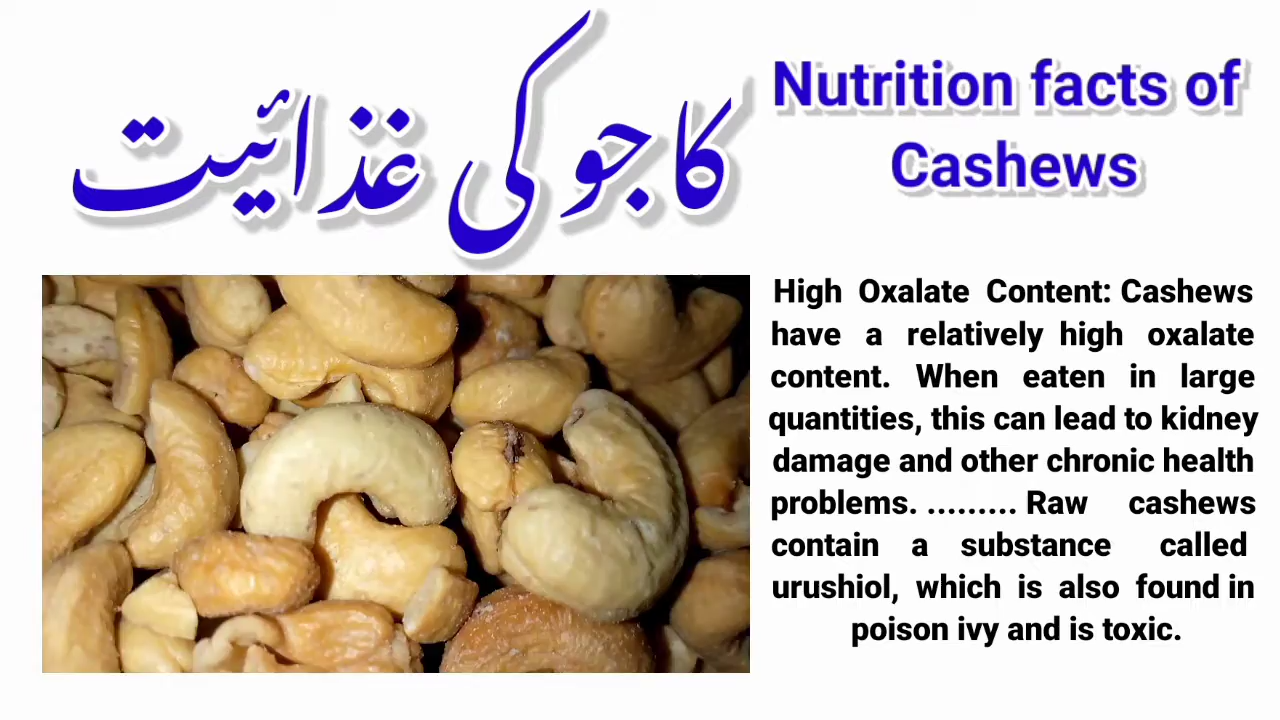 کاجو کی غذائیت
Nutrition facts of
Cashews
High Oxalate Content: Cashews
have a relatively high oxalate
content. When eaten in large
quantities, this can lead to kidney
damage and other chronic health
problems. ......... Raw cashews
contain a substance called
urushiol, which is also found in
poison ivy and is toxic.